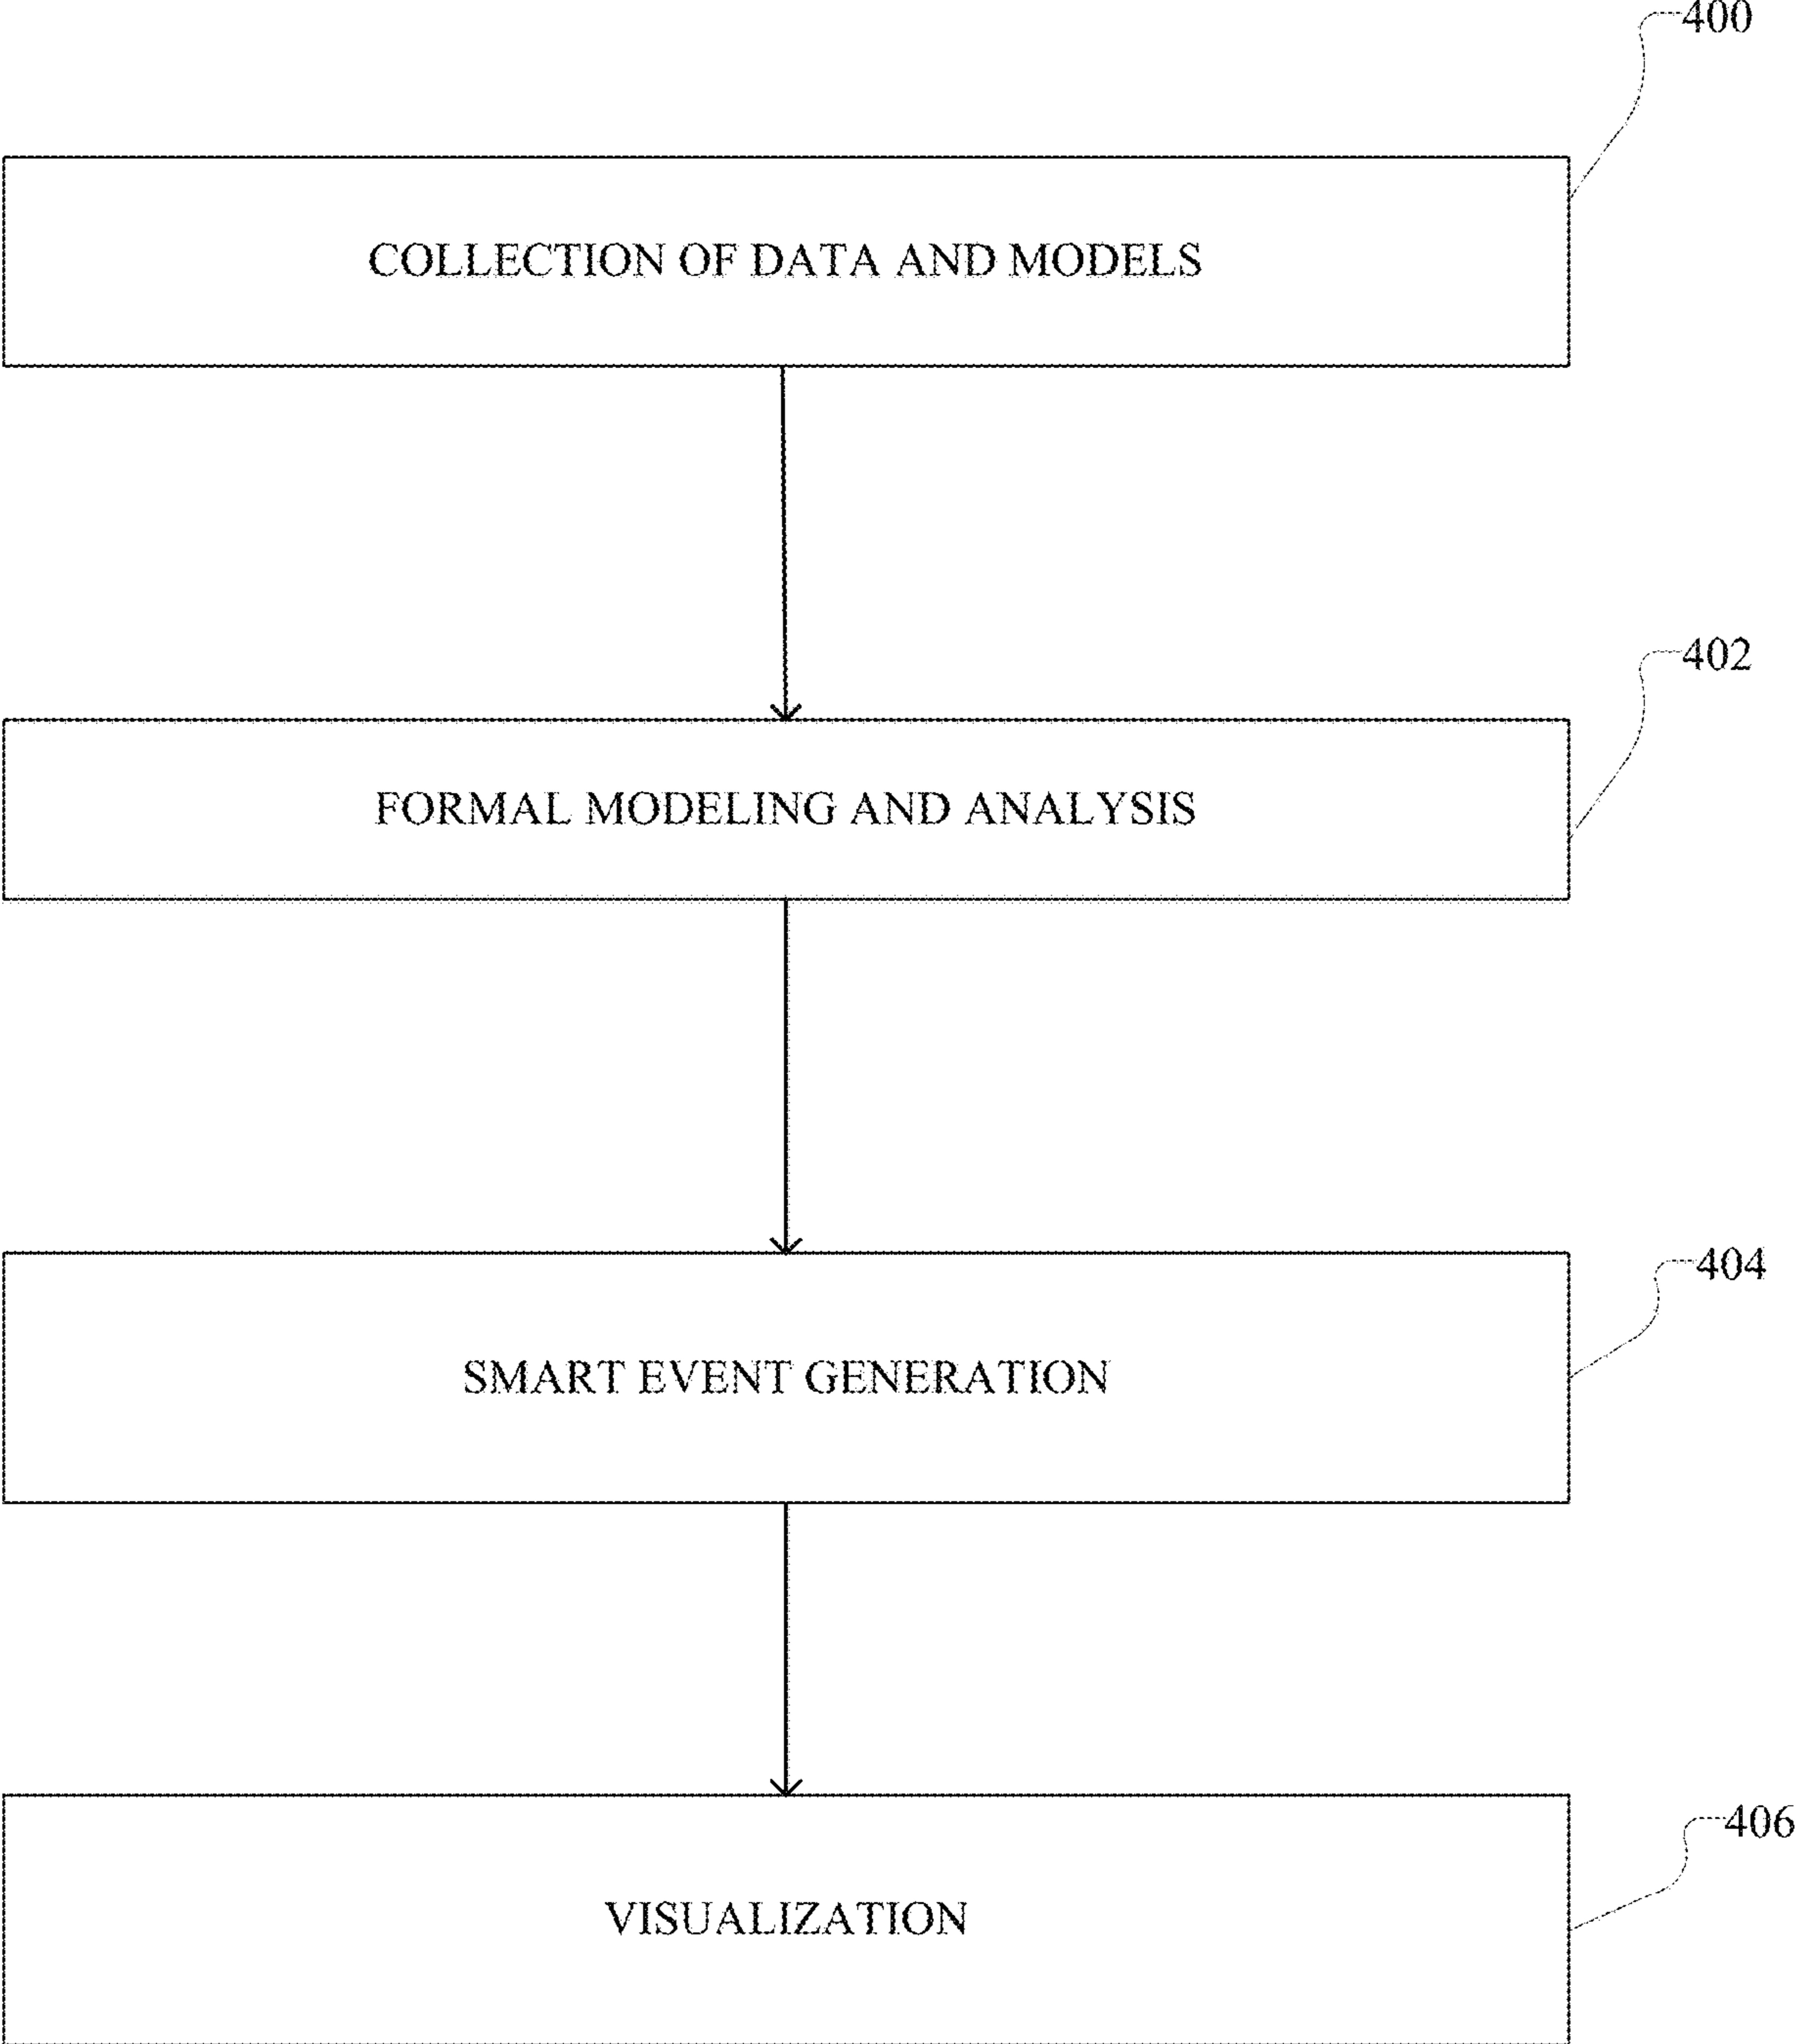 400
COLLECTION OF DATA AND MODELS
402
FORMAL MODELING AND ANALYSIS
404
SMART EVENT GENERATION
406
VISUALIZATION